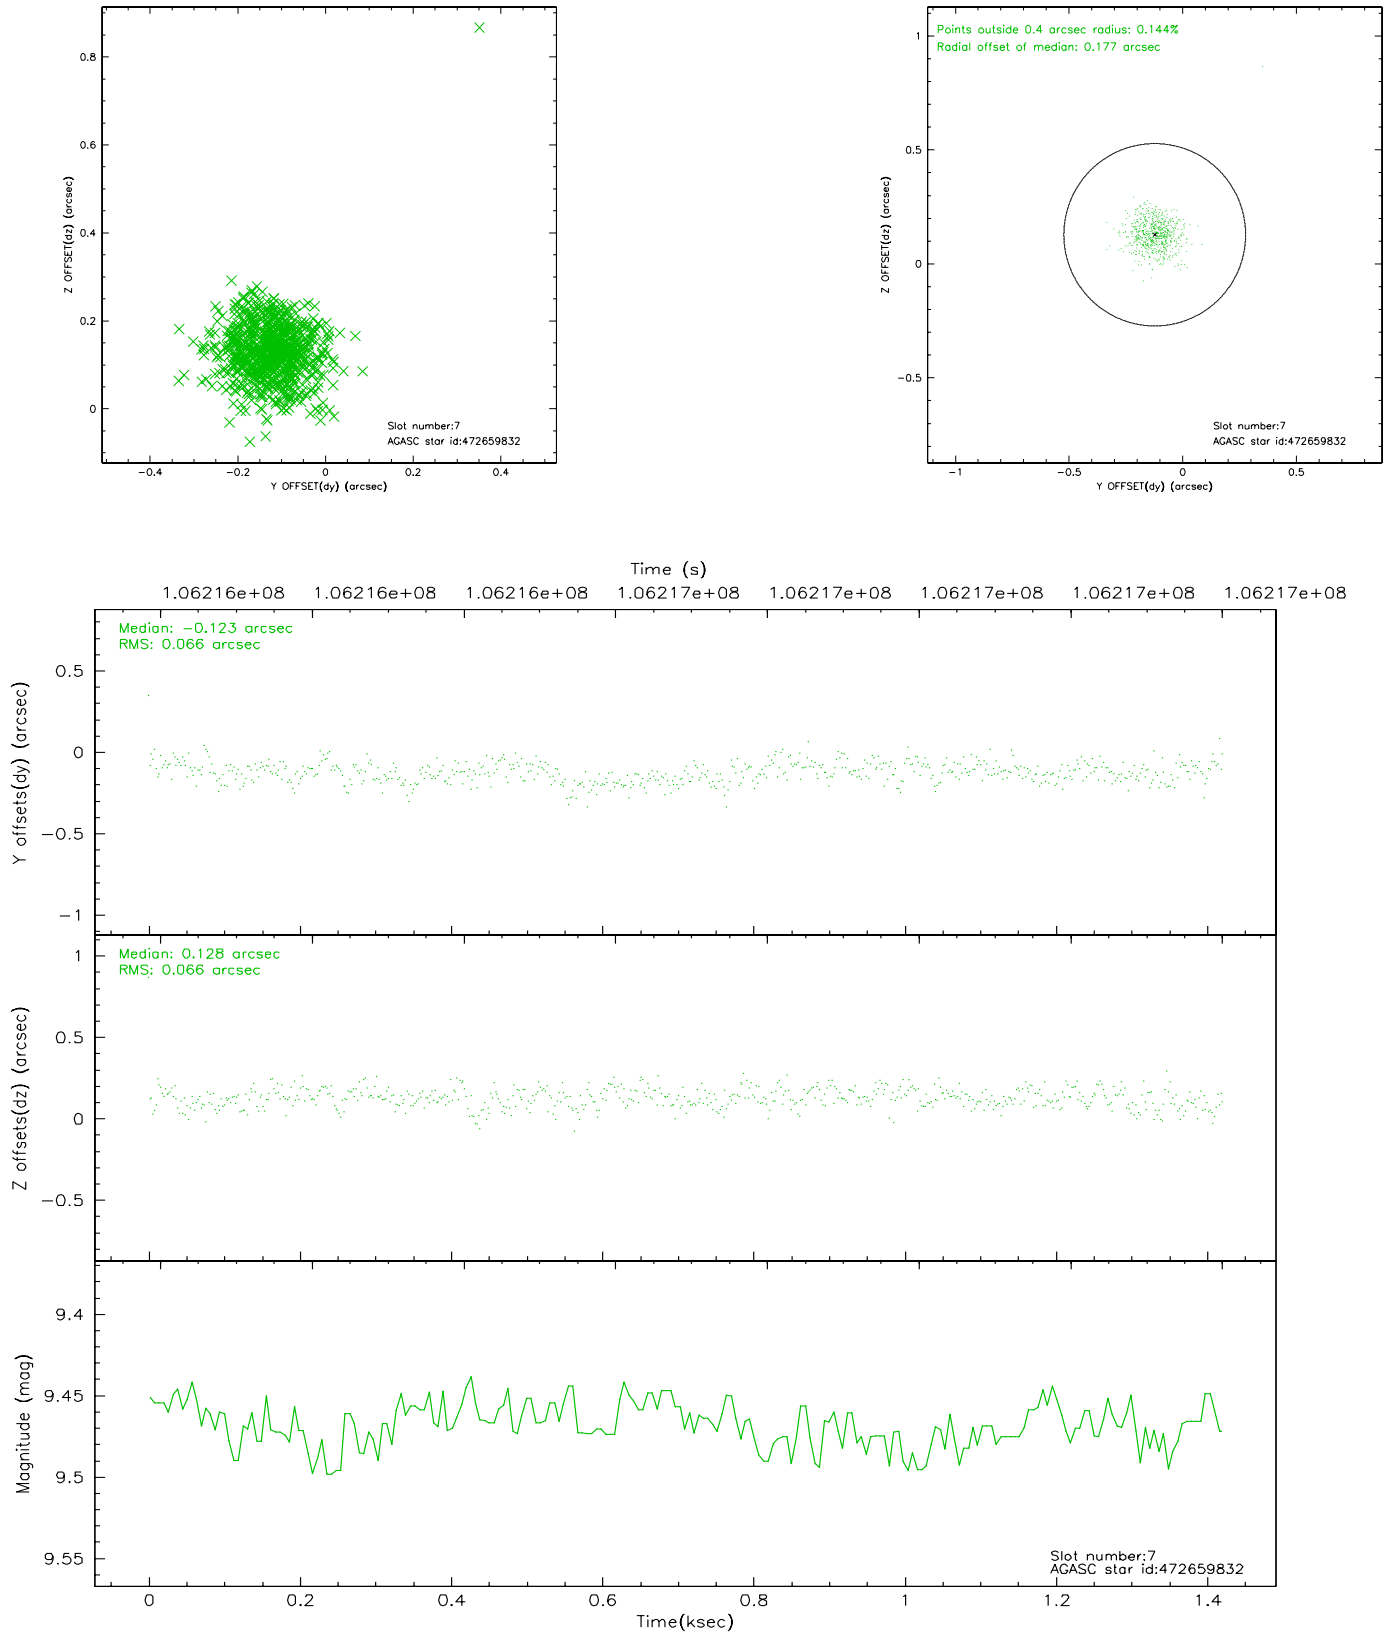 0.8
0.6
0.4
0.2
0
Z OFFSET(dz) (arcsec)
Slot number:7
AGASC star id:472659832
−0.4 −0.2 0 0.2 0.4
Y OFFSET(dy) (arcsec)
Points outside 0.4 arcsec radius: 0.144%
Radial offset of median: 0.177 arcsec
1
0.5
0
−0.5
Z OFFSET(dz) (arcsec)
Slot number:7
AGASC star id:472659832
−1 −0.5 0 0.5
Y OFFSET(dy) (arcsec)
Time (s)
1.06216e+08 1.06216e+08 1.06216e+08 1.06217e+08 1.06217e+08 1.06217e+08 1.06217e+08 1.06217e+08
Median: −0.123 arcsec
RMS: 0.066 arcsec
0.5
0
−0.5
−1
Y offsets(dy) (arcsec)
Median: 0.128 arcsec
RMS: 0.066 arcsec
1
0.5
0
−0.5
Z offsets(dz) (arcsec)
9.4
9.45
9.5
9.55
Magnitude (mag)
Slot number:7
AGASC star id:472659832
0 0.2 0.4 0.6 0.8 1 1.2 1.4
Time(ksec)